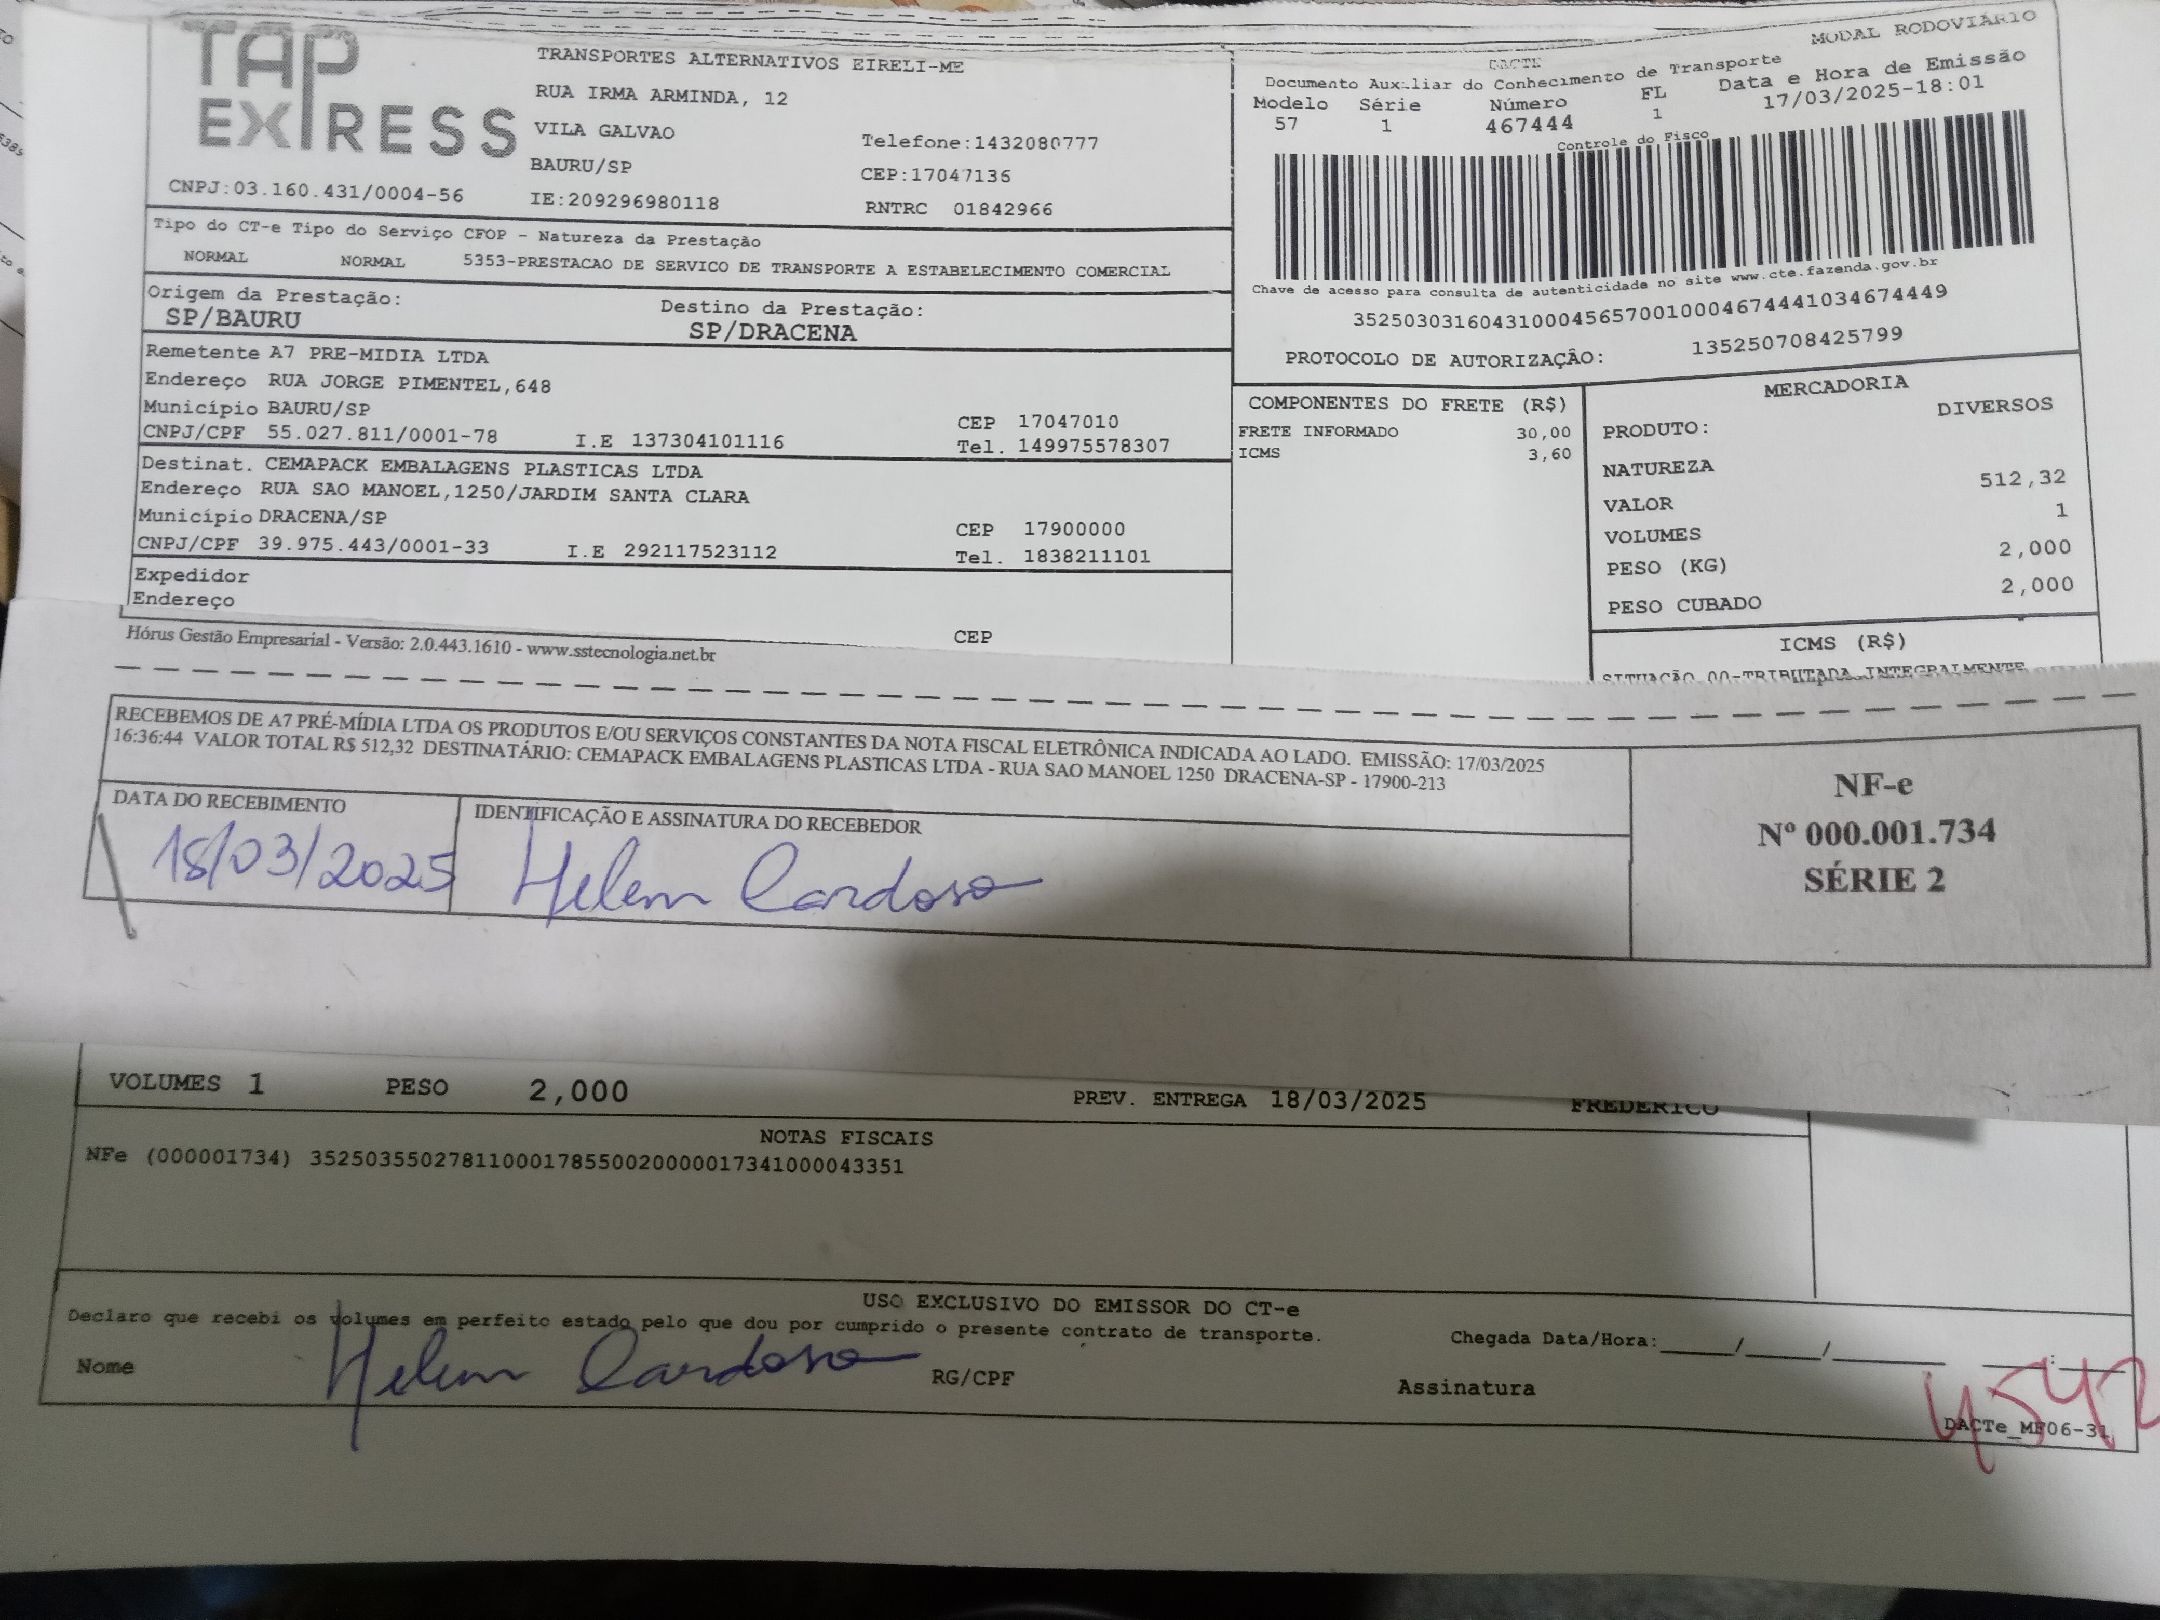 TAP EXPRESS
TRANSPORTES ALTERNATIVOS EIRELI-ME
RUA IRMA ARMINDA, 12
VILA GALVAO
Telefone:1432080777
BAURU/SP
CEP:17047136
CNPJ:03.160.431/0004-56
IE:209296980118
RNTRC 01842966
MODAL RODOVIÁRIO
DACTE
Documento Auxiliar do Conhecimento de Transporte
Modelo Série Número FL Data e Hora de Emissão
57 1 467444 1 17/03/2025-18:01
Controle do Fisco
Chave de acesso para consulta de autenticidade no site www.cte.fazenda.gov.br
35250303160431000456570010004674441034674449
PROTOCOLO DE AUTORIZAÇÃO: 135250708425799
Tipo do CT-e Tipo do Serviço CFOP - Natureza da Prestação
NORMAL NORMAL 5353-PRESTACAO DE SERVICO DE TRANSPORTE A ESTABELECIMENTO COMERCIAL
Origem da Prestação: Destino da Prestação:
SP/BAURU SP/DRACENA
Remetente A7 PRE-MIDIA LTDA
Endereço RUA JORGE PIMENTEL,648
Município BAURU/SP CEP 17047010
CNPJ/CPF 55.027.811/0001-78 I.E 137304101116 Tel. 149975578307
Destinat. CEMAPACK EMBALAGENS PLASTICAS LTDA
Endereço RUA SAO MANOEL,1250/JARDIM SANTA CLARA
Município DRACENA/SP CEP 17900000
CNPJ/CPF 39.975.443/0001-33 I.E 292117523112 Tel. 1838211101
Expedidor
Endereço
CEP
COMPONENTES DO FRETE (R$)
FRETE INFORMADO 30,00
ICMS 3,60
MERCADORIA
PRODUTO: DIVERSOS
NATUREZA
VALOR 512,32
VOLUMES 1
PESO (KG) 2,000
PESO CUBADO 2,000
ICMS (R$)
SITUAÇÃO 00-TRIBUTADA INTEGRALMENTE
Hórus Gestão Empresarial - Versão: 2.0.443.1610 - www.sstecnologia.net.br
RECEBEMOS DE A7 PRÉ-MÍDIA LTDA OS PRODUTOS E/OU SERVIÇOS CONSTANTES DA NOTA FISCAL ELETRÔNICA INDICADA AO LADO. EMISSÃO: 17/03/2025
16:36:44 VALOR TOTAL R$ 512,32 DESTINATÁRIO: CEMAPACK EMBALAGENS PLASTICAS LTDA - RUA SAO MANOEL 1250 DRACENA-SP - 17900-213
DATA DO RECEBIMENTO
18/03/2025
IDENTIFICAÇÃO E ASSINATURA DO RECEBEDOR
Helem Cardoso
NF-e
Nº 000.001.734
SÉRIE 2
VOLUMES 1 PESO 2,000 PREV. ENTREGA 18/03/2025 FREDERICO
NOTAS FISCAIS
NFe (000001734) 35250355027811000178550020000017341000043351
USO EXCLUSIVO DO EMISSOR DO CT-e
Declaro que recebi os volumes em perfeito estado pelo que dou por cumprido o presente contrato de transporte.
Chegada Data/Hora:____/____/______ ___:___
Nome Helem Cardoso RG/CPF Assinatura
DACTe_MF06-31